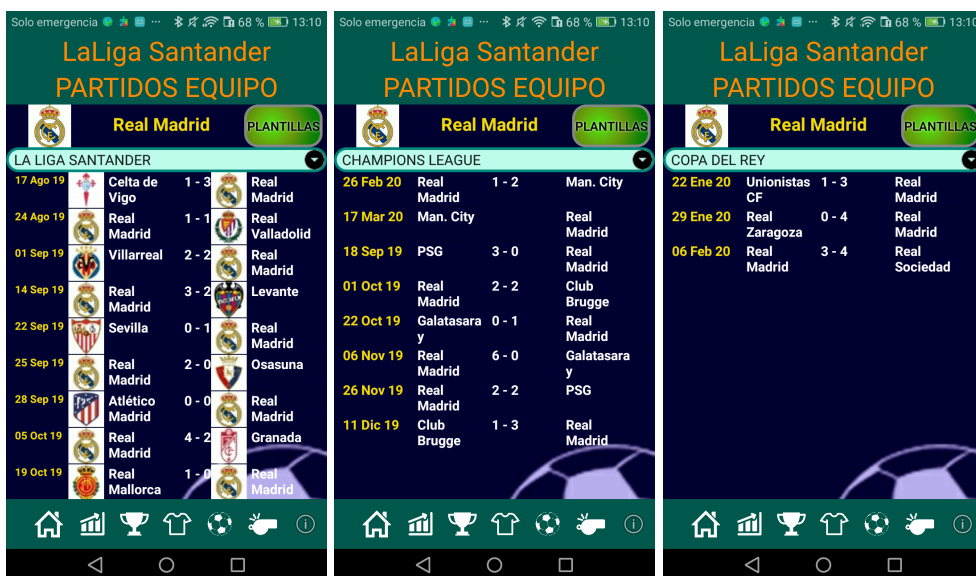 Solo emergencia ... 68 % 13:10
LaLiga Santander
PARTIDOS EQUIPO
Real Madrid PLANTILLAS
LA LIGA SANTANDER
17 Ago 19 Celta de Vigo 1 - 3 Real Madrid
24 Ago 19 Real Madrid 1 - 1 Real Valladolid
01 Sep 19 Villarreal 2 - 2 Real Madrid
14 Sep 19 Real Madrid 3 - 2 Levante
22 Sep 19 Sevilla 0 - 1 Real Madrid
25 Sep 19 Real Madrid 2 - 0 Osasuna
28 Sep 19 Atlético Madrid 0 - 0 Real Madrid
05 Oct 19 Real Madrid 4 - 2 Granada
19 Oct 19 Real Mallorca 1 - 0 Real Madrid
Solo emergencia ... 68 % 13:10
LaLiga Santander
PARTIDOS EQUIPO
Real Madrid PLANTILLAS
CHAMPIONS LEAGUE
26 Feb 20 Real Madrid 1 - 2 Man. City
17 Mar 20 Man. City Real Madrid
18 Sep 19 PSG 3 - 0 Real Madrid
01 Oct 19 Real Madrid 2 - 2 Club Brugge
22 Oct 19 Galatasaray 0 - 1 Real Madrid
06 Nov 19 Real Madrid 6 - 0 Galatasaray
26 Nov 19 Real Madrid 2 - 2 PSG
11 Dic 19 Club Brugge 1 - 3 Real Madrid
Solo emergencia ... 68 % 13:10
LaLiga Santander
PARTIDOS EQUIPO
Real Madrid PLANTILLAS
COPA DEL REY
22 Ene 20 Unionistas CF 1 - 3 Real Madrid
29 Ene 20 Real Zaragoza 0 - 4 Real Madrid
06 Feb 20 Real Madrid 3 - 4 Real Sociedad